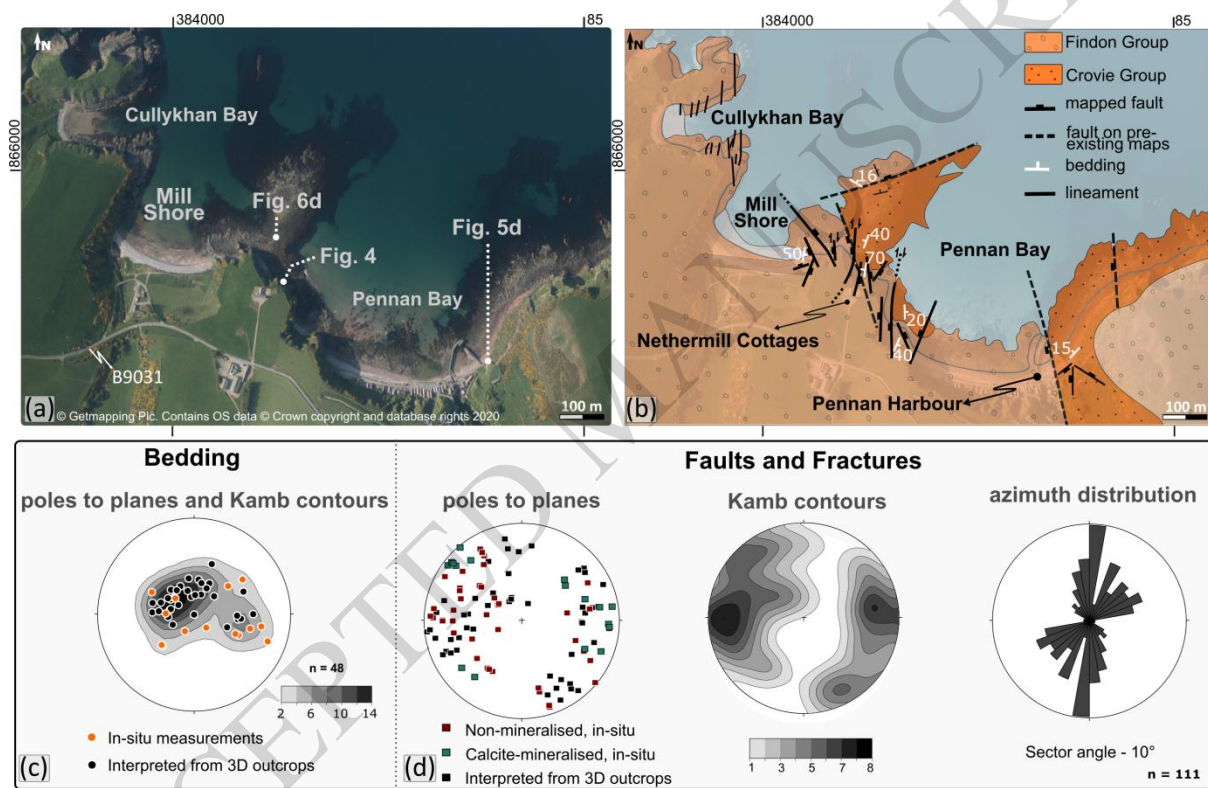 384000
85
384000
85
866000
866000
N
Cullykhan Bay
Mill
Shore
Fig. 6d
Fig. 4
Fig. 5d
Pennan Bay
B9031
(a)
© Getmapping Plc. Contains OS data © Crown copyright and database rights 2020
100 m
N
Findon Group
Crovie Group
mapped fault
fault on pre-
existing maps
bedding
lineament
Cullykhan Bay
Mill
Shore
16
50
40
70
20
40
15
Pennan Bay
Nethermill Cottages
Pennan Harbour
(b)
100 m
Bedding
poles to planes and Kamb contours
n = 48
2 6 10 14
In-situ measurements
Interpreted from 3D outcrops
(c)
Faults and Fractures
poles to planes
Kamb contours
azimuth distribution
Non-mineralised, in-situ
Calcite-mineralised, in-situ
Interpreted from 3D outcrops
(d)
1 3 5 7 8
Sector angle - 10°
n = 111
CCEPTED MANUSCRI